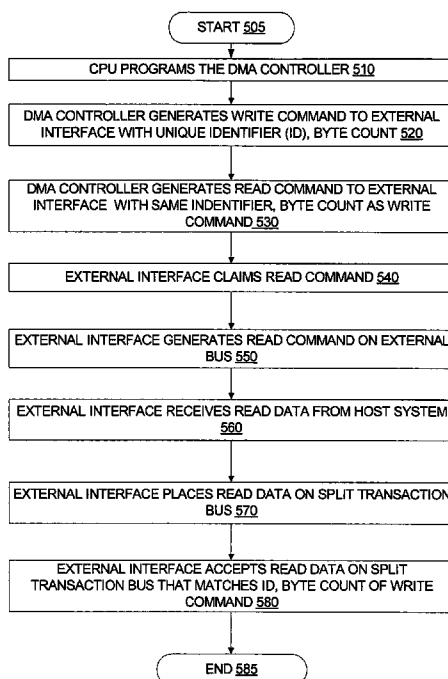 START 505
CPU PROGRAMS THE DMA CONTROLLER 510
DMA CONTROLLER GENERATES WRITE COMMAND TO EXTERNAL
INTERFACE WITH UNIQUE IDENTIFIER (ID), BYTE COUNT 520
DMA CONTROLLER GENERATES READ COMMAND TO EXTERNAL
INTERFACE WITH SAME INDENTIFIER, BYTE COUNT AS WRITE
COMMAND 530
EXTERNAL INTERFACE CLAIMS READ COMMAND 540
EXTERNAL INTERFACE GENERATES READ COMMAND ON EXTERNAL
BUS 550
EXTERNAL INTERFACE RECEIVES READ DATA FROM HOST SYSTEM
560
EXTERNAL INTERFACE PLACES READ DATA ON SPLIT TRANSACTION
BUS 570
EXTERNAL INTERFACE ACCEPTS READ DATA ON SPLIT
TRANSACTION BUS THAT MATCHES ID, BYTE COUNT OF WRITE
COMMAND 580
END 585